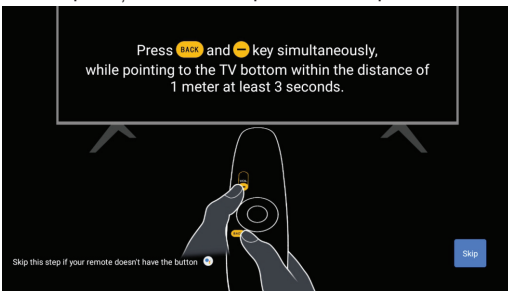 Press BACK and − key simultaneously,
while pointing to the TV bottom within the distance of
1 meter at least 3 seconds.
Skip this step if your remote doesn't have the button
Skip